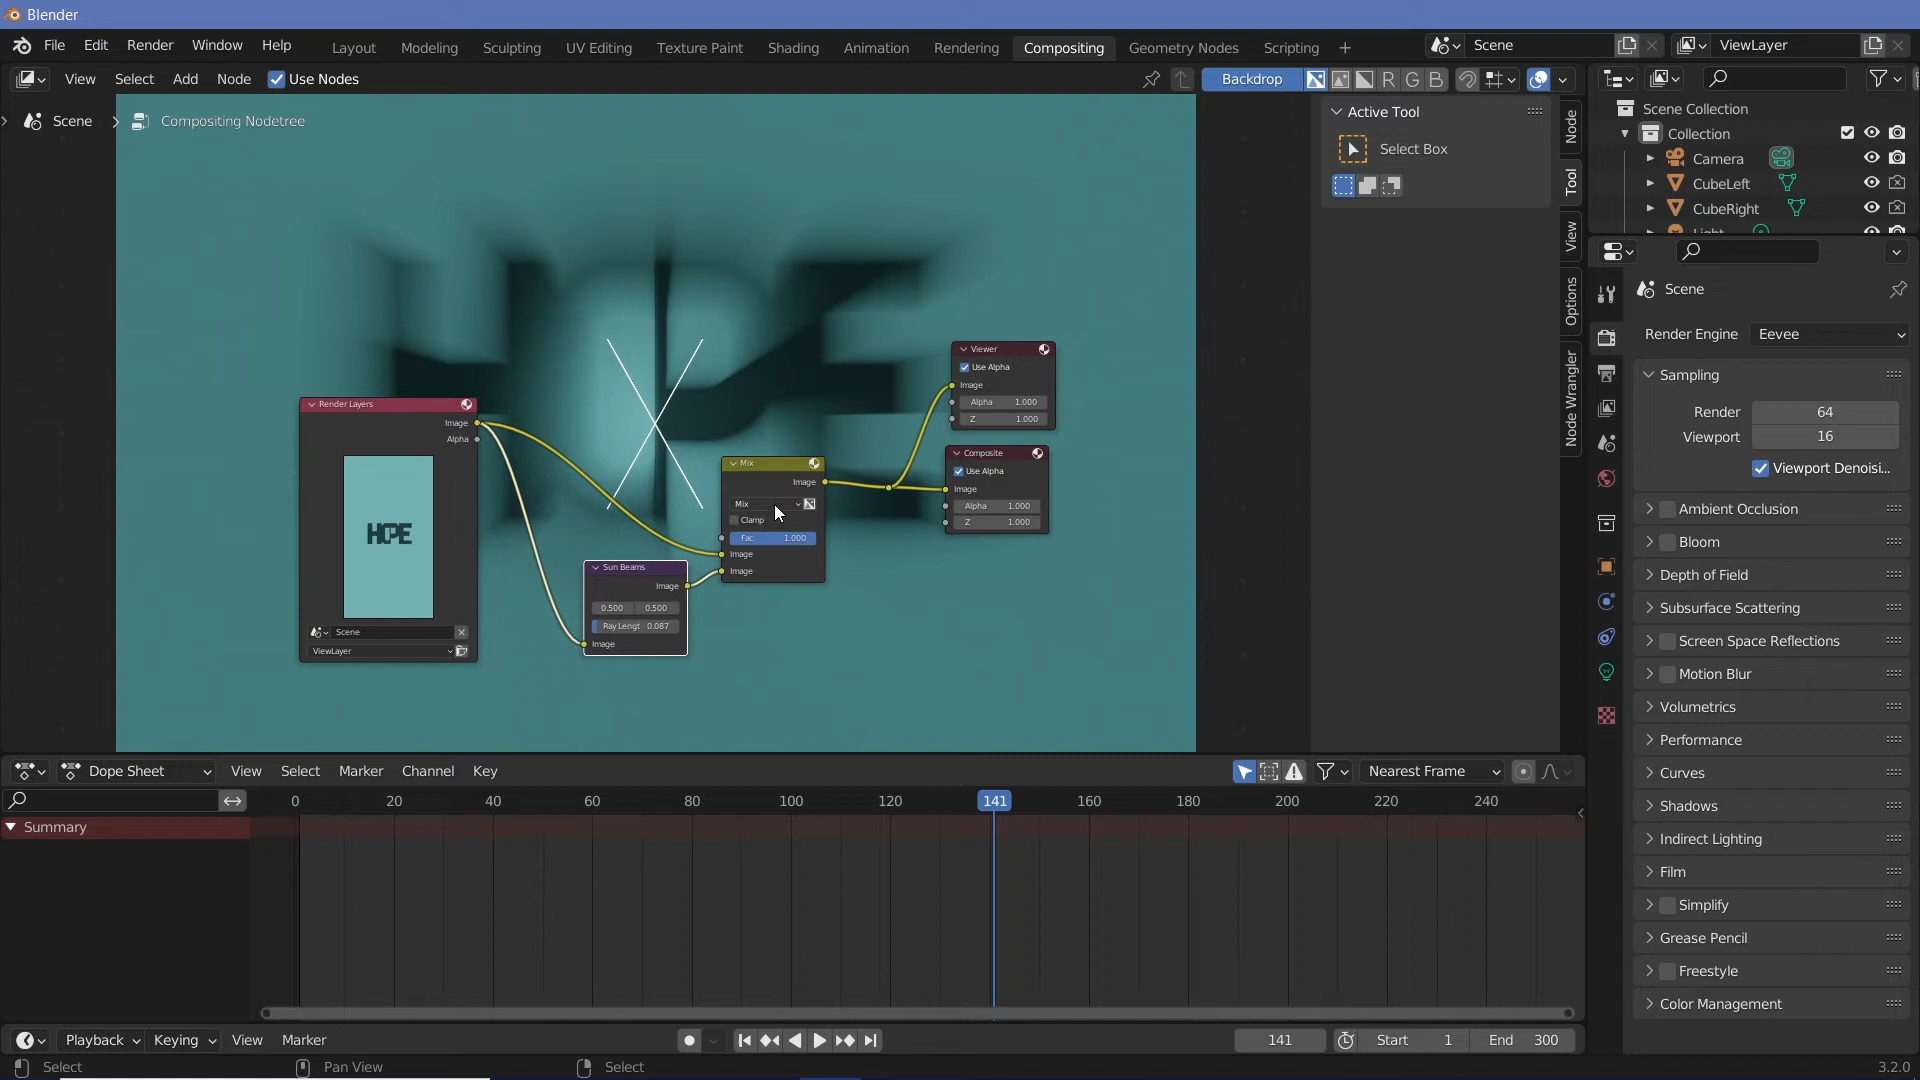 Blender
File Edit Render Window Help
Layout Modeling Sculpting UV Editing Texture Paint Shading Animation Rendering Compositing Geometry Nodes Scripting +
Scene
ViewLayer
View Select Add Node Use Nodes
Backdrop R G B
Scene > Compositing Nodetree
Active Tool
Select Box
Node
Tool
View
Options
Node Wrangler
Scene Collection
Collection
Camera
CubeLeft
CubeRight
Light
Scene
Render Engine Eevee
Sampling
Render 64
Viewport 16
Viewport Denoisi...
Ambient Occlusion
Bloom
Depth of Field
Subsurface Scattering
Screen Space Reflections
Motion Blur
Volumetrics
Performance
Curves
Shadows
Indirect Lighting
Film
Simplify
Grease Pencil
Freestyle
Color Management
Render Layers
Image
Alpha
HOPE
Scene
ViewLayer
Sun Beams
Image
0.500 0.500
Ray Lengt 0.087
Image
Mix
Image
Mix
Clamp
Fac 1.000
Image
Image
Viewer
Use Alpha
Image
Alpha 1.000
Z 1.000
Composite
Use Alpha
Image
Alpha 1.000
Z 1.000
Dope Sheet View Select Marker Channel Key
Nearest Frame
0 20 40 60 80 100 120 141 160 180 200 220 240
Summary
Playback Keying View Marker
141 Start 1 End 300
Select Pan View Select
3.2.0